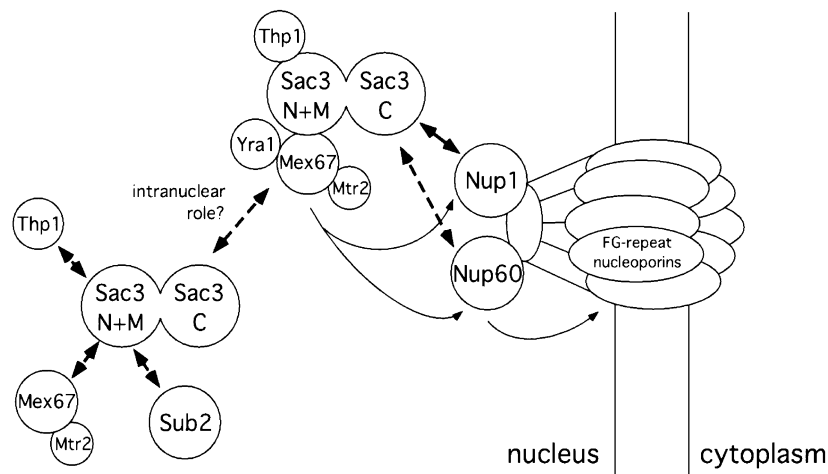 Thp1
Sac3
N+M
Sac3
C
Yra1
Mex67
Mtr2
Nup1
intranuclear
role?
Thp1
FG-repeat
nucleoporins
Nup60
Sac3
N+M
Sac3
C
Mex67
Mtr2
Sub2
nucleus
cytoplasm